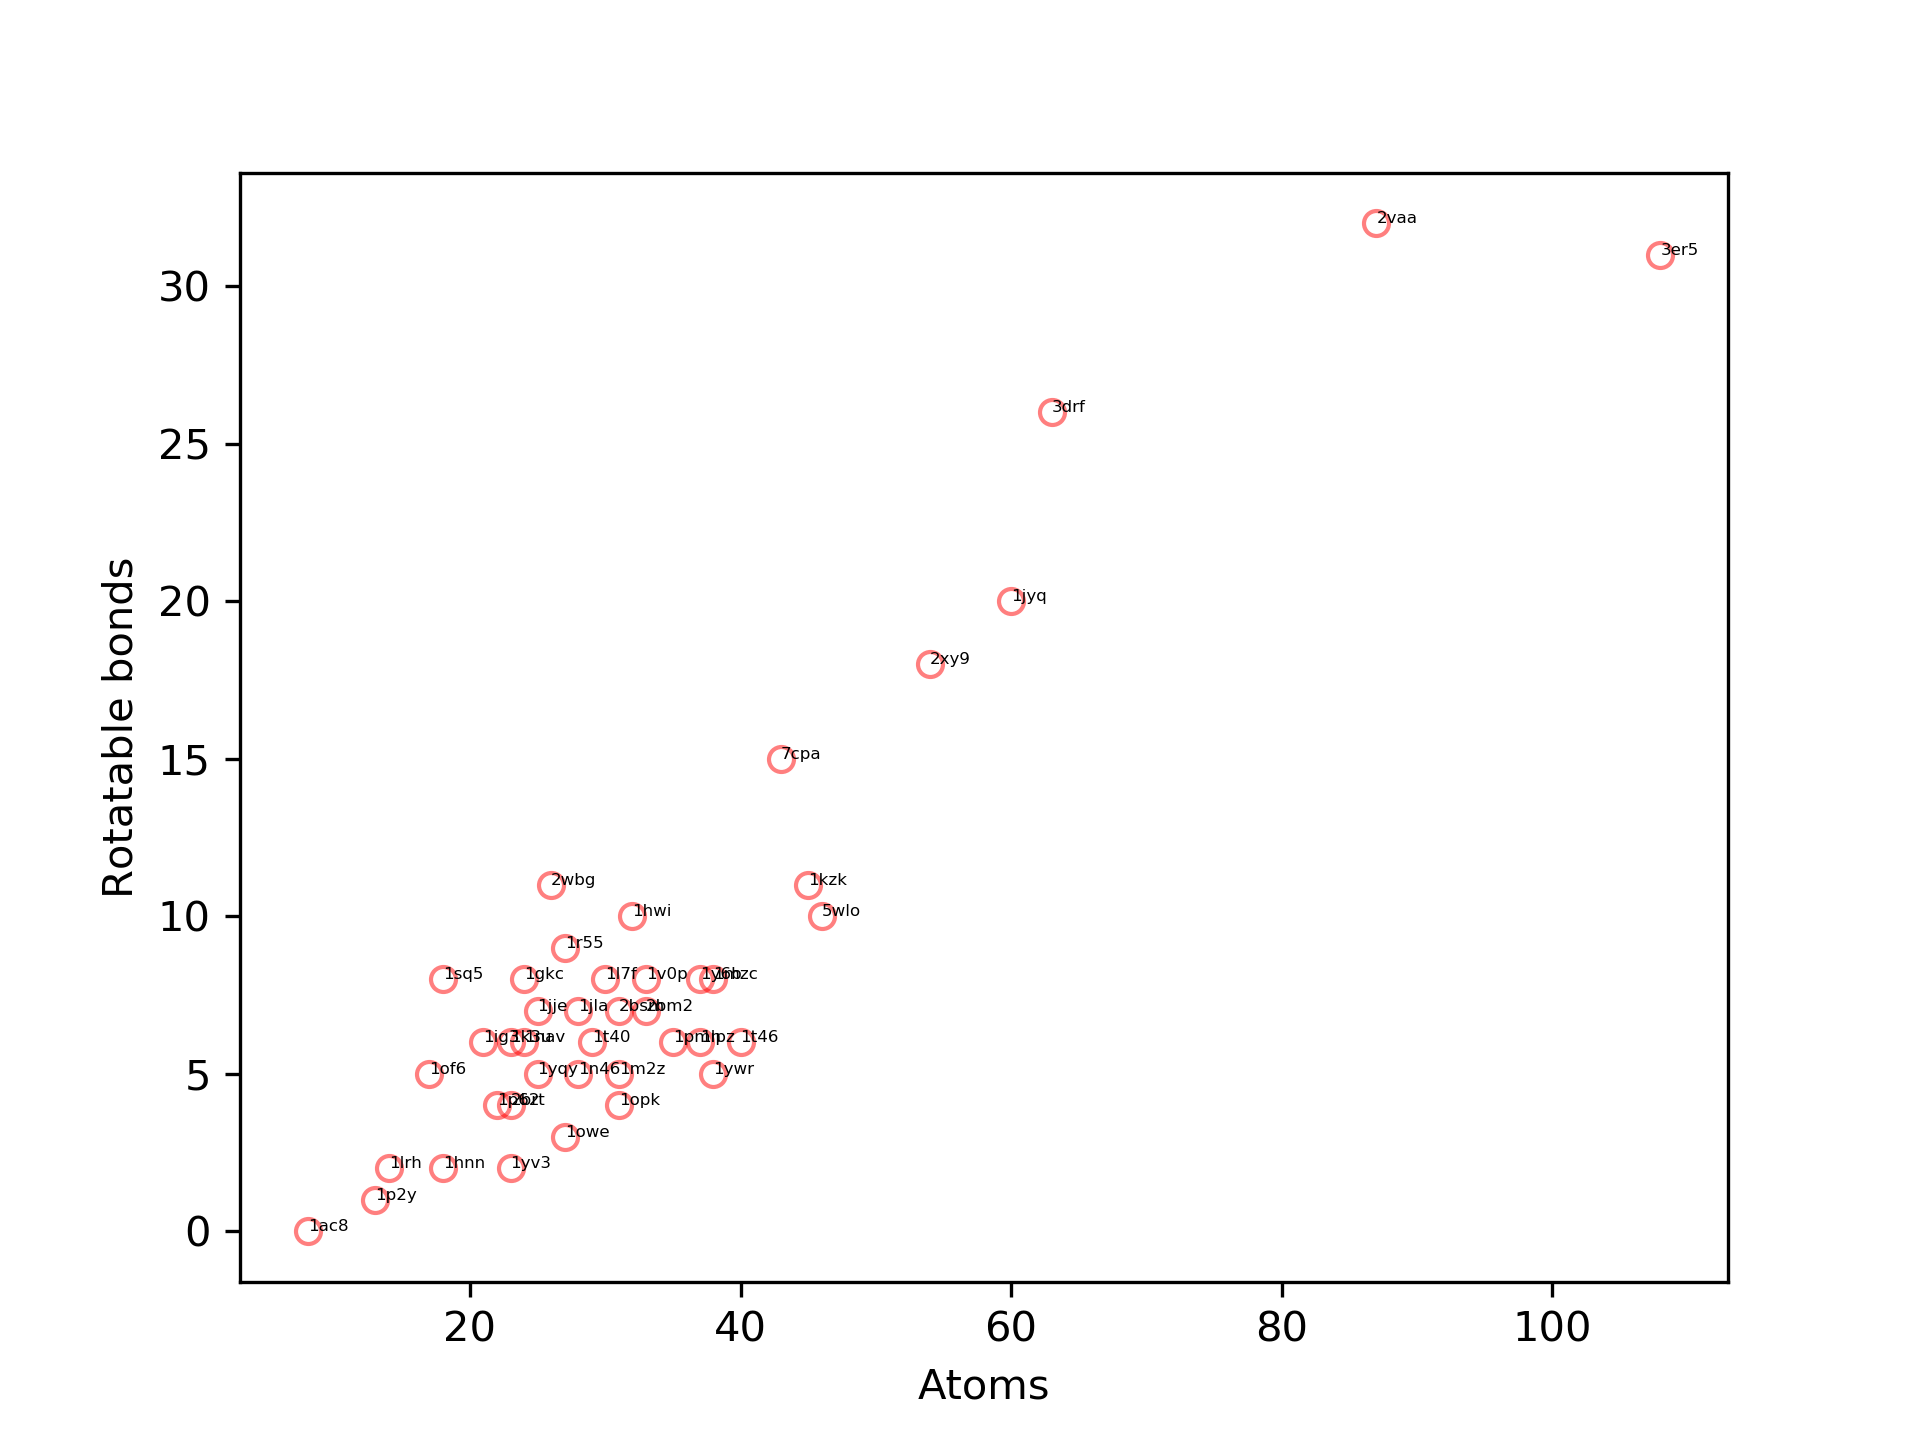 2vaa
3er5
30
3drf
25
1jyq
20
2xy9
7cpa
15
2wbg
1kzk
1hwi
5wlo
10
1r55
1sq5
1gkc
1l7f
1v0p
1jje
1jla
1t40
1t46
1of6
1yqy
1n46
1m2z
1ywr
5
1opk
1owe
1lrh
1hnn
1yv3
1p2y
1ac8
0
Rotatable bonds
20 40 60 80 100
Atoms